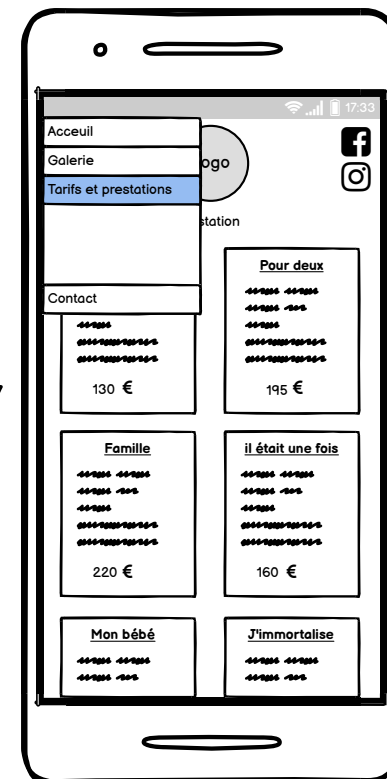 17:33
Acceuil
Galerie
Tarifs et prestations
Contact
ogo
station
130 €
Pour deux
195 €
Famille
220 €
il était une fois
160 €
Mon bébé
J'immortalise